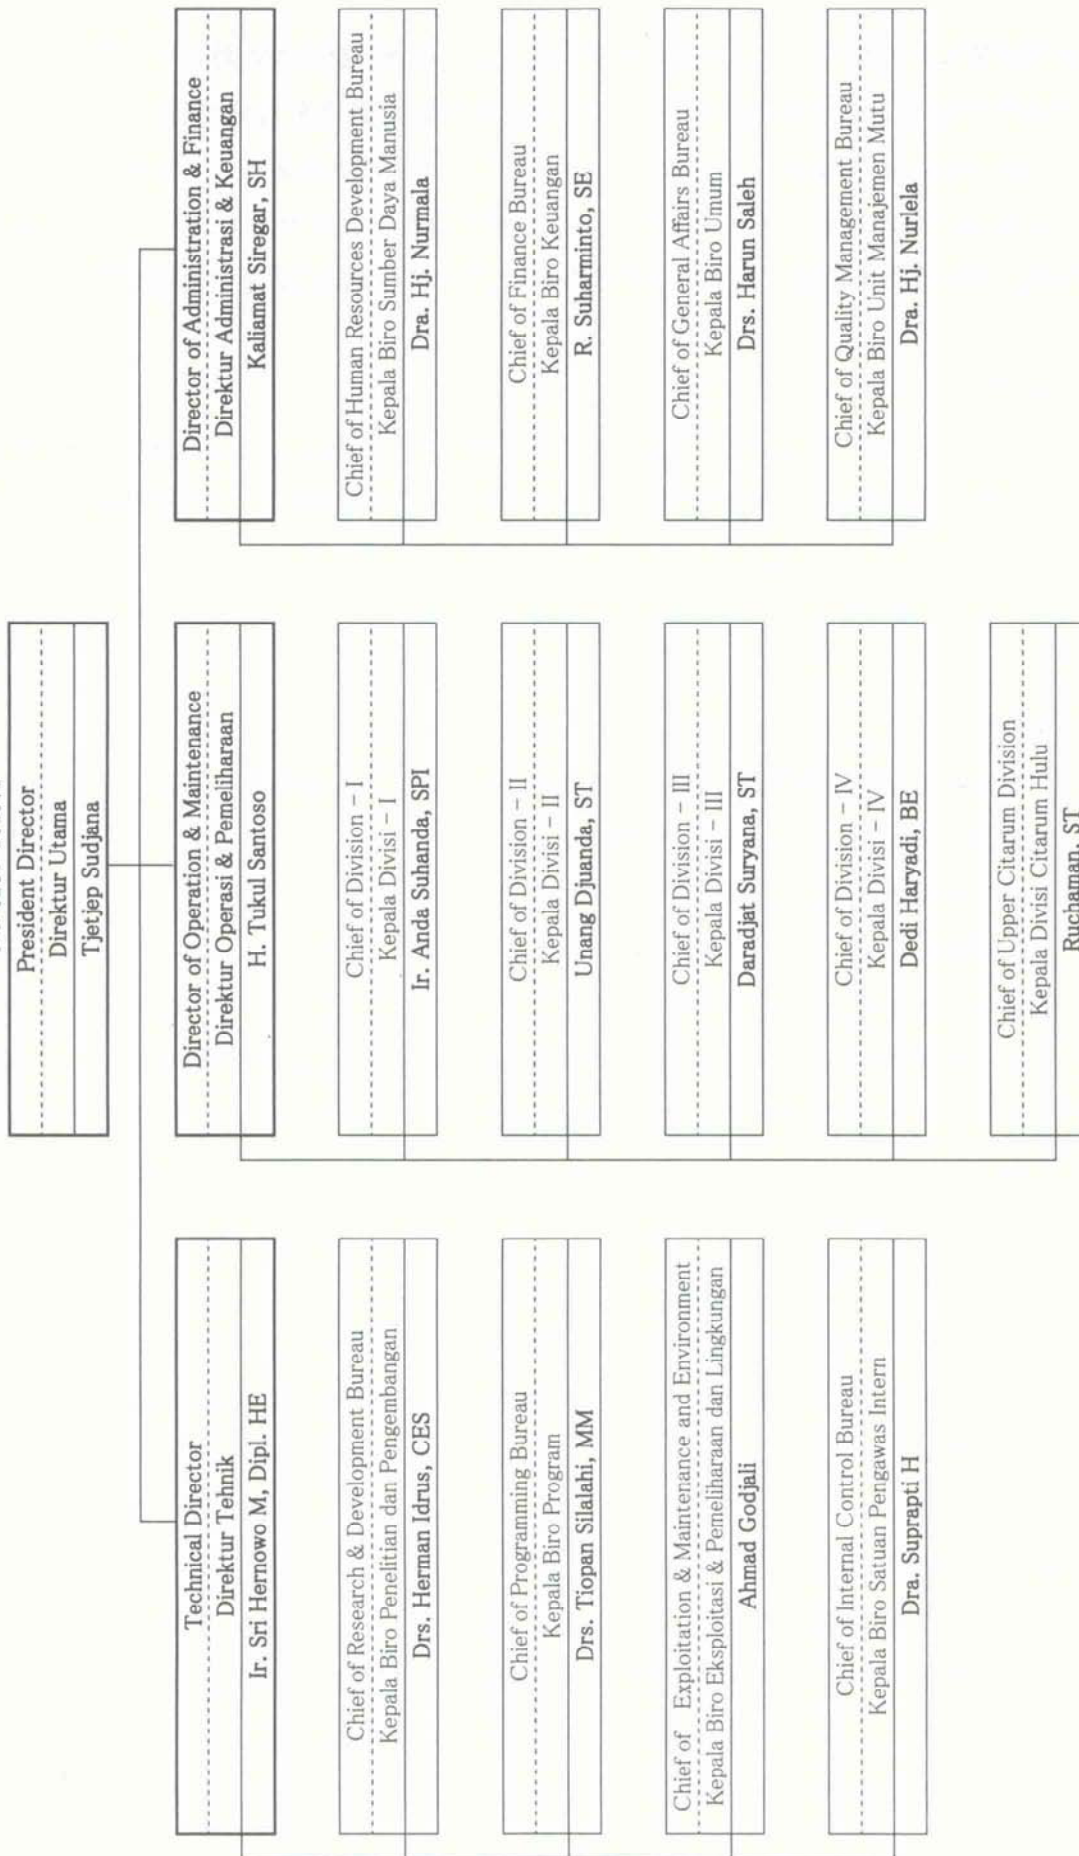 President Director
Direktur Utama
Tjetjep Sudjana
Technical Director
Direktur Tehnik
Ir. Sri Hernowo M, Dipl. HE
Chief of Research & Development Bureau
Kepala Biro Penelitian dan Pengembangan
Drs. Herman Idrus, CES
Chief of Programming Bureau
Kepala Biro Program
Drs. Tiopan Silalahi, MM
Chief of Exploitation & Maintenance and Environment
Kepala Biro Eksploitasi & Pemeliharaan dan Lingkungan
Ahmad Godjali
Chief of Internal Control Bureau
Kepala Biro Satuan Pengawas Intern
Dra. Suprapti H
Director of Operation & Maintenance
Direktur Operasi & Pemeliharaan
H. Tukul Santoso
Chief of Division – I
Kepala Divisi – I
Ir. Anda Suhanda, SPI
Chief of Division – II
Kepala Divisi – II
Unang Djuanda, ST
Chief of Division – III
Kepala Divisi – III
Daradjat Suryana, ST
Chief of Division – IV
Kepala Divisi – IV
Dedi Haryadi, BE
Chief of Upper Citarum Division
Kepala Divisi Citarum Hulu
Ruchaman, ST
Director of Administration & Finance
Direktur Administrasi & Keuangan
Kaliamat Siregar, SH
Chief of Human Resources Development Bureau
Kepala Biro Sumber Daya Manusia
Dra. Hj. Nurmala
Chief of Finance Bureau
Kepala Biro Keuangan
R. Suharminto, SE
Chief of General Affairs Bureau
Kepala Biro Umum
Drs. Harun Saleh
Chief of Quality Management Bureau
Kepala Biro Unit Manajemen Mutu
Dra. Hj. Nurlela